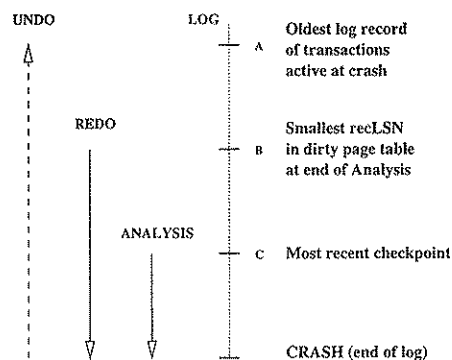 UNDO
LOG
A
Oldest log record
of transactions
active at crash
REDO
B
Smallest recLSN
in dirty page table
at end of Analysis
ANALYSIS
C
Most recent checkpoint
CRASH (end of log)